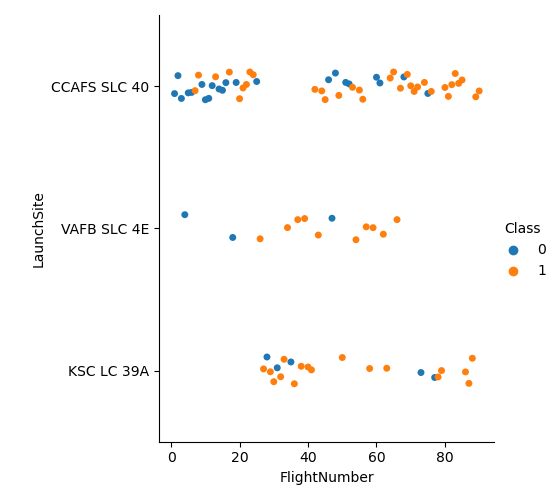 LaunchSite
CCAFS SLC 40
VAFB SLC 4E
KSC LC 39A
0 20 40 60 80
FlightNumber
Class
0
1